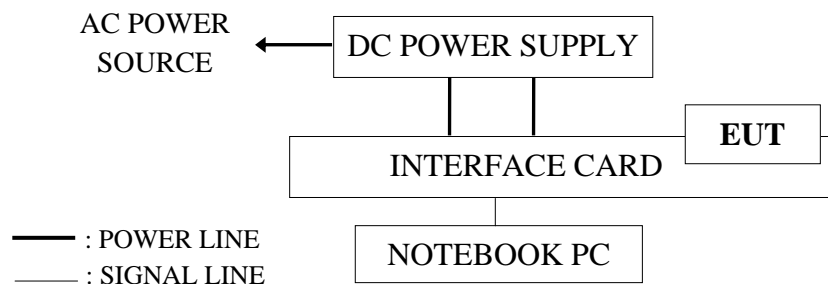 AC POWER
SOURCE
DC POWER SUPPLY
EUT
INTERFACE CARD
: POWER LINE
NOTEBOOK PC
: SIGNAL LINE